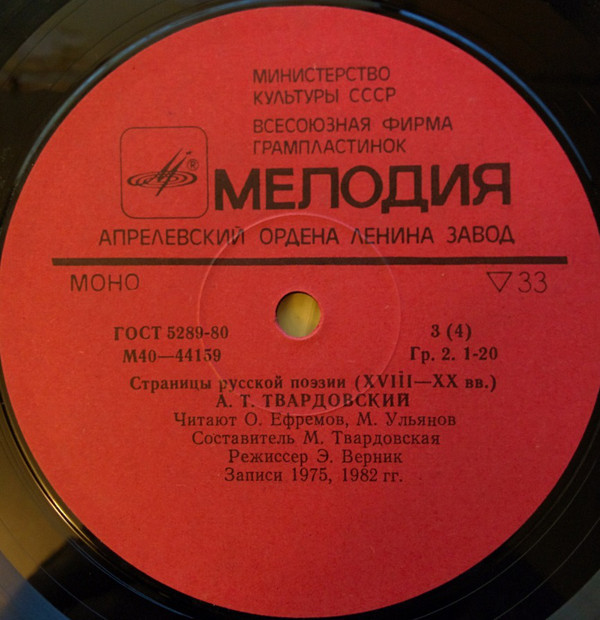 МИНИСТЕРСТВО
КУЛЬТУРЫ СССР
ВСЕСОЮЗНАЯ ФИРМА
ГРАМПЛАСТИНОК
®
МЕЛОДИЯ
АПРЕЛЕВСКИЙ ОРДЕНА ЛЕНИНА ЗАВОД
МОНО ▽33
ГОСТ 5289-80 3 (4)
М40—44159 Гр. 2. 1-20
Страницы русской поэзии (XVIII—XX вв.)
А. Т. ТВАРДОВСКИЙ
Читают О. Ефремов, М. Ульянов
Составитель М. Твардовская
Режиссер Э. Верник
Записи 1975, 1982 гг.